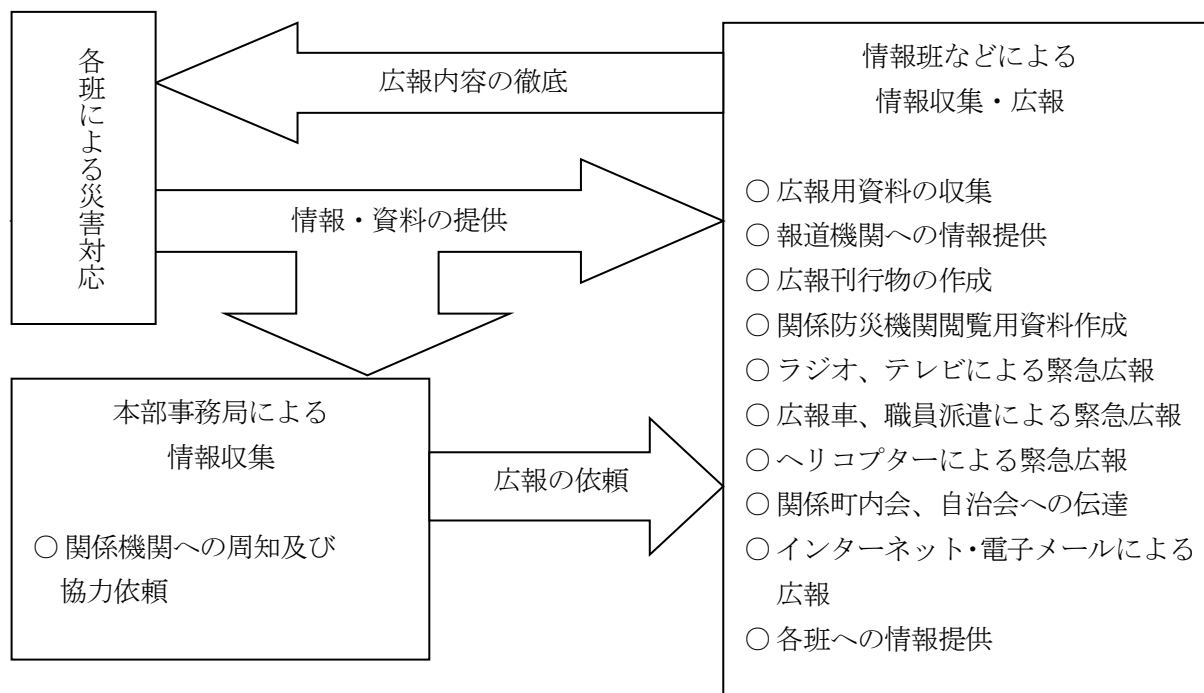 各班による災害対応
広報内容の徹底
情報・資料の提供
情報班などによる
情報収集・広報
○ 広報用資料の収集
○ 報道機関への情報提供
○ 広報刊行物の作成
○ 関係防災機関閲覧用資料作成
○ ラジオ、テレビによる緊急広報
○ 広報車、職員派遣による緊急広報
○ ヘリコプターによる緊急広報
○ 関係町内会、自治会への伝達
○ インターネット・電子メールによる
広報
○ 各班への情報提供
本部事務局による
情報収集
○ 関係機関への周知及び
協力依頼
広報の依頼